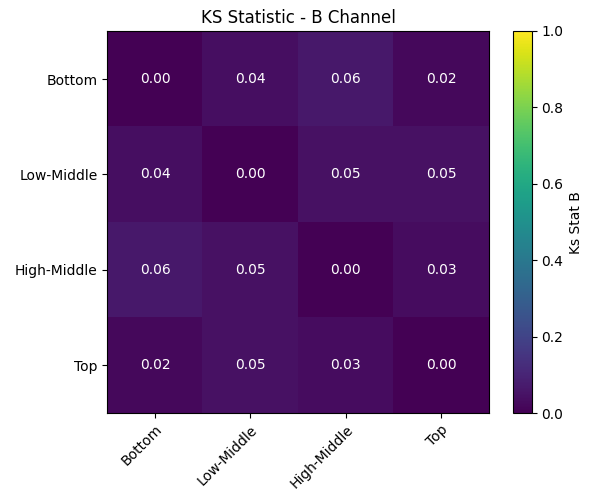 KS Statistic - B Channel
Bottom 0.00 0.04 0.06 0.02
Low-Middle 0.04 0.00 0.05 0.05
High-Middle 0.06 0.05 0.00 0.03
Top 0.02 0.05 0.03 0.00
Bottom Low-Middle High-Middle Top
1.0
0.8
0.6
0.4
0.2
0.0
Ks Stat B